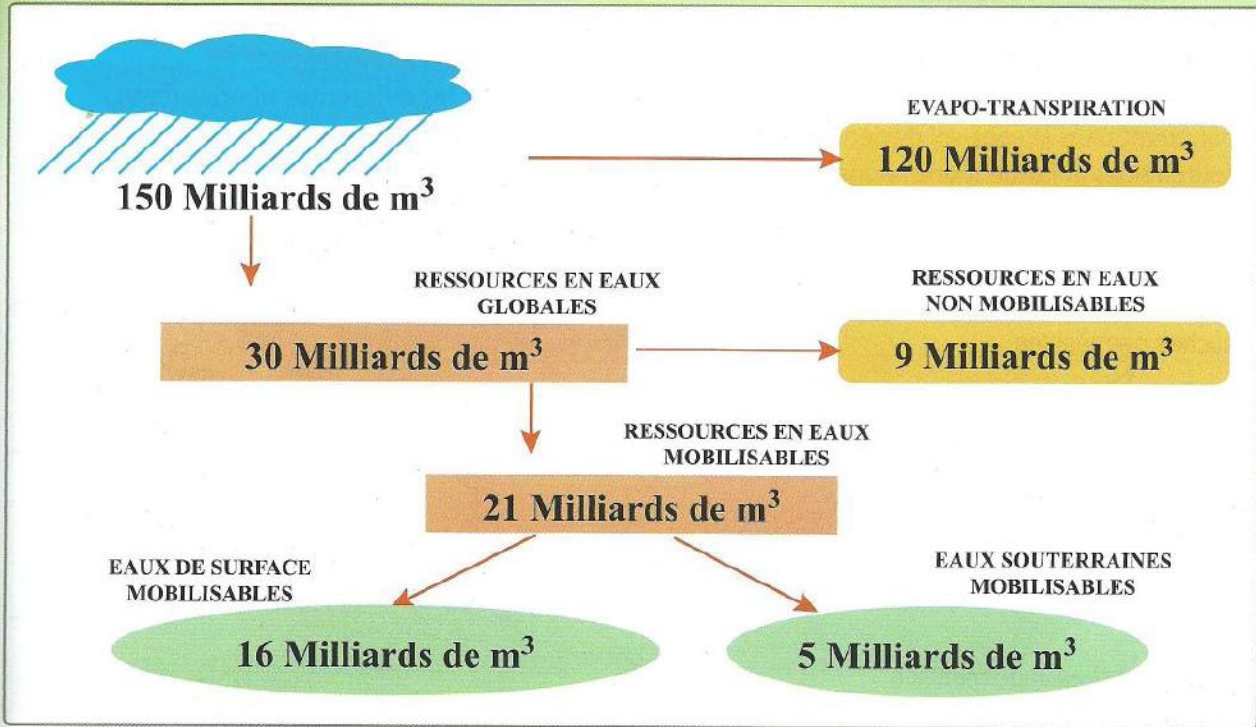 EVAPO-TRANSPIRATION
120 Milliards de m³
150 Milliards de m³
RESSOURCES EN EAUX
GLOBALES
30 Milliards de m³
RESSOURCES EN EAUX
NON MOBILISABLES
9 Milliards de m³
RESSOURCES EN EAUX
MOBILISABLES
21 Milliards de m³
EAUX DE SURFACE
MOBILISABLES
16 Milliards de m³
EAUX SOUTERRAINES
MOBILISABLES
5 Milliards de m³